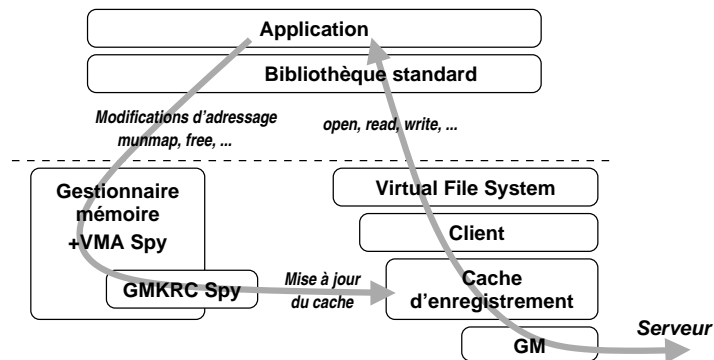 Application
Bibliothèque standard
Modifications d'adressage
munmap, free, ...
open, read, write, ...
Gestionnaire
mémoire
+VMA Spy
GMKRC Spy
Mise à jour
du cache
Virtual File System
Client
Cache
d'enregistrement
GM
Serveur